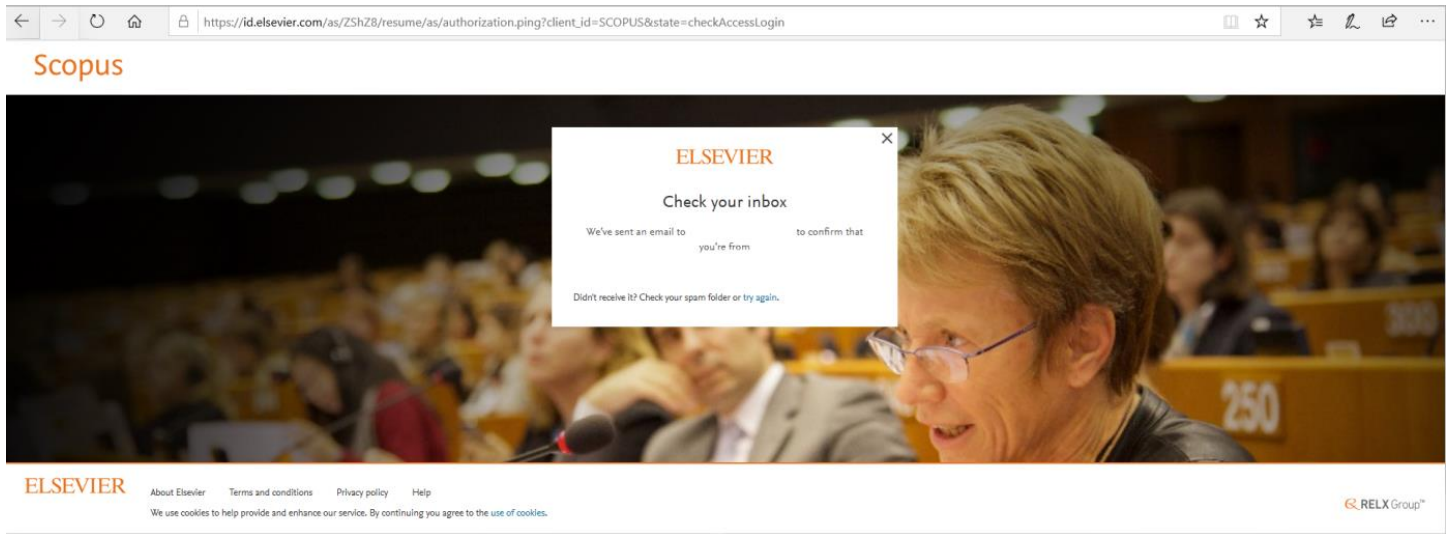 https://id.elsevier.com/as/ZShZ8/resume/as/authorization.ping?client_id=SCOPUS&state=checkAccessLogin
Scopus
ELSEVIER
Check your inbox
We've sent an email to to confirm that
you're from
Didn't receive it? Check your spam folder or try again.
250
ELSEVIER
About Elsevier Terms and conditions Privacy policy Help
We use cookies to help provide and enhance our service. By continuing you agree to the use of cookies.
RELX Group™